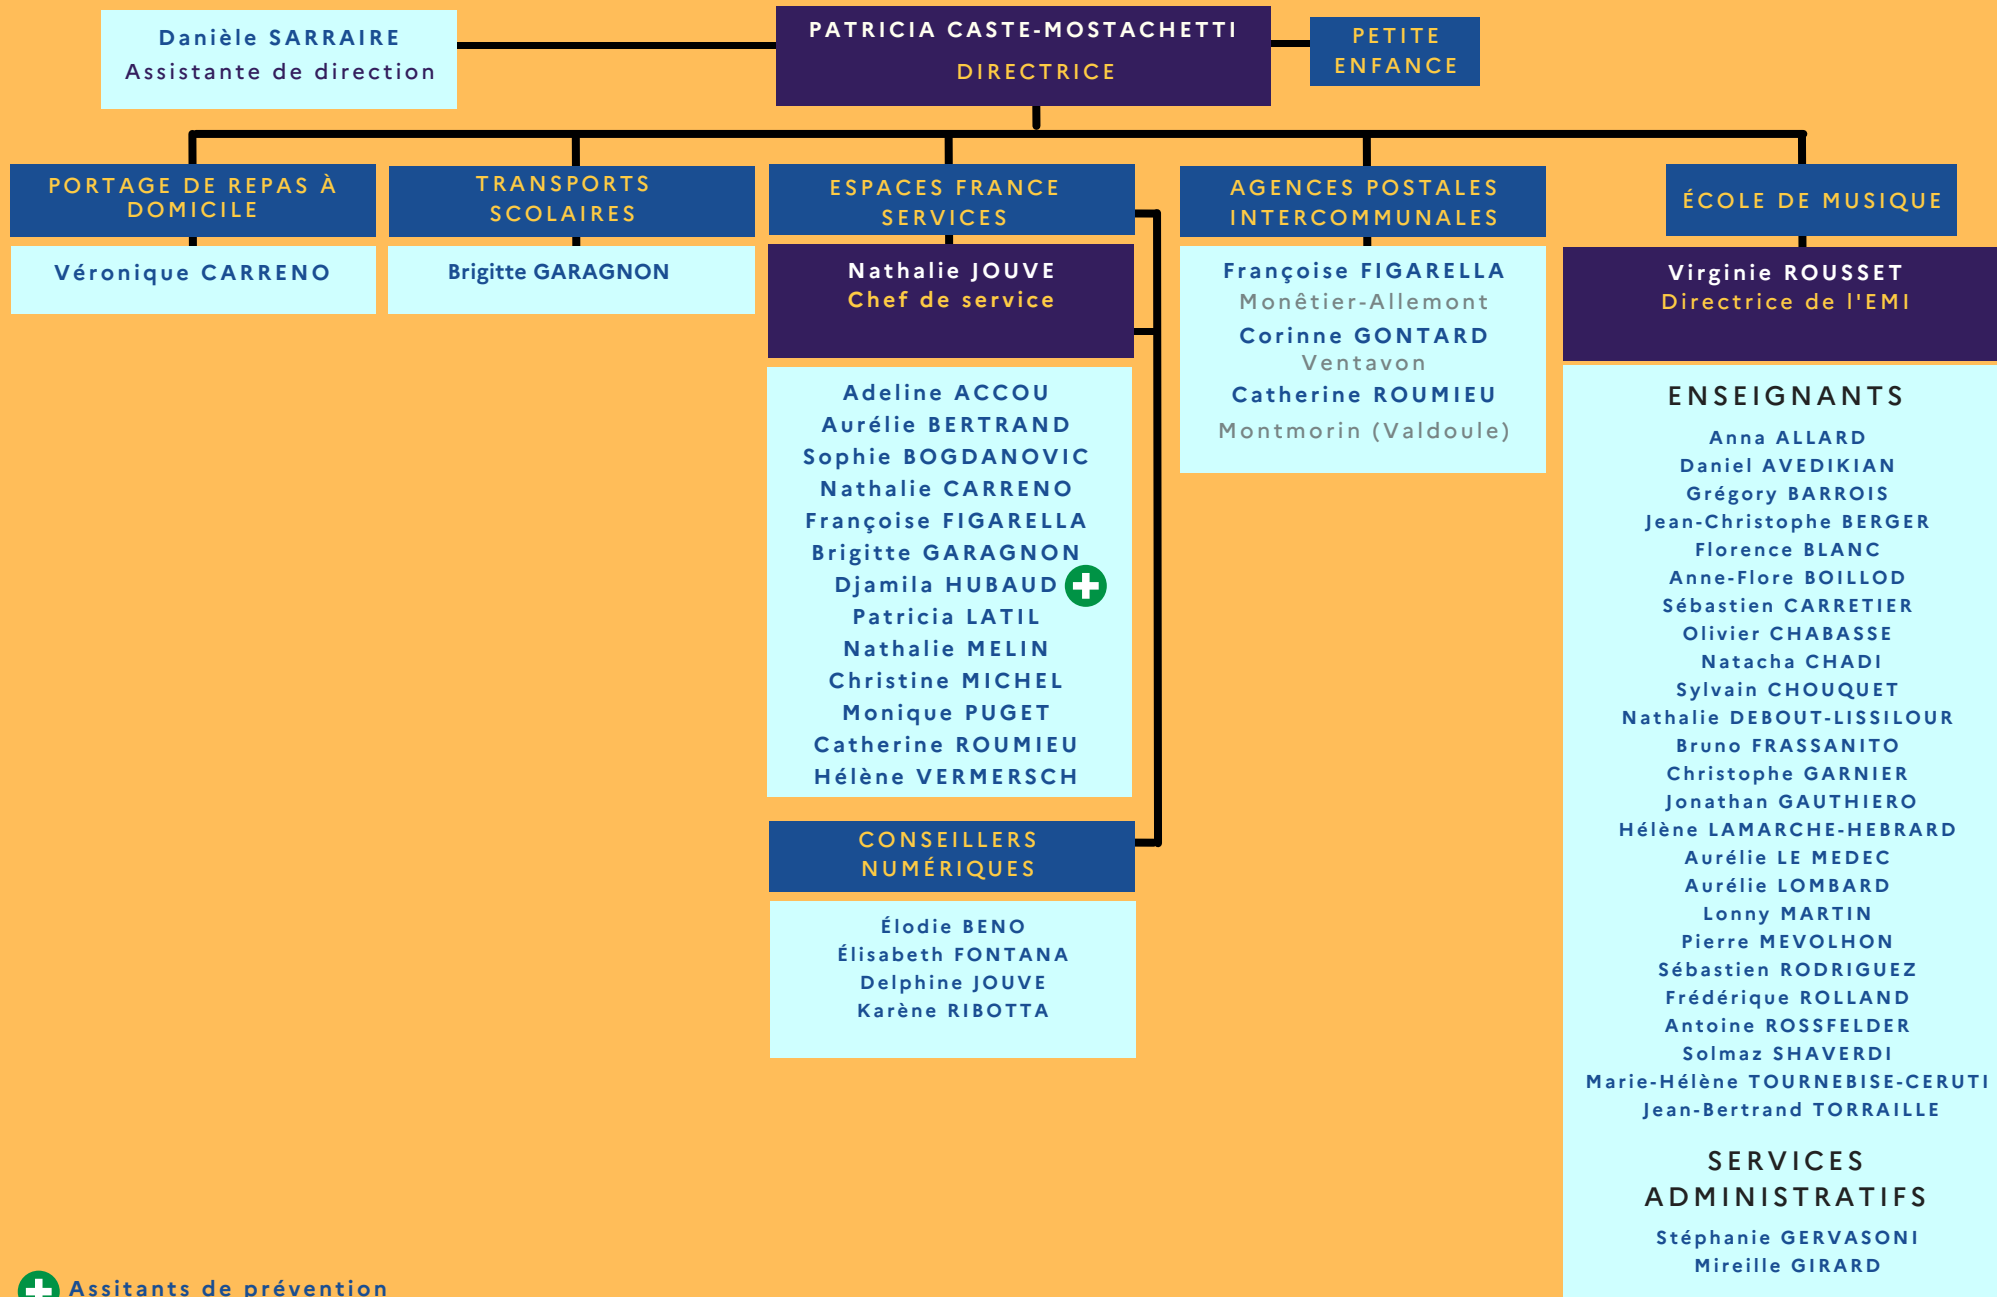 Danièle SARRAIRE
Assistante de direction
PATRICIA CASTE-MOSTACHETTI
DIRECTRICE
PETITE
ENFANCE
PORTAGE DE REPAS À
DOMICILE
Véronique CARRENO
TRANSPORTS
SCOLAIRES
Brigitte GARAGNON
ESPACES FRANCE
SERVICES
Nathalie JOUVE
Chef de service
Adeline ACCOU
Aurélie BERTRAND
Sophie BOGDANOVIC
Nathalie CARRENO
Françoise FIGARELLA
Brigitte GARAGNON
Djamila HUBAUD
Patricia LATIL
Nathalie MELIN
Christine MICHEL
Monique PUGET
Catherine ROUMIEU
Hélène VERMERSCH
CONSEILLERS
NUMÉRIQUES
Élodie BENO
Élisabeth FONTANA
Delphine JOUVE
Karène RIBOTTA
AGENCES POSTALES
INTERCOMMUNALES
Françoise FIGARELLA
Monêtier-Allemont
Corinne GONTARD
Ventavon
Catherine ROUMIEU
Montmorin (Valdoule)
ÉCOLE DE MUSIQUE
Virginie ROUSSET
Directrice de l'EMI
ENSEIGNANTS
Anna ALLARD
Daniel AVEDIKIAN
Grégory BARROIS
Jean-Christophe BERGER
Florence BLANC
Anne-Flore BOILLOD
Sébastien CARRETIER
Olivier CHABASSE
Natacha CHADI
Sylvain CHOUQUET
Nathalie DEBOUT-LISSILOUR
Bruno FRASSANITO
Christophe GARNIER
Jonathan GAUTHIERO
Hélène LAMARCHE-HEBRARD
Aurélie LE MEDEC
Aurélie LOMBARD
Lonny MARTIN
Pierre MEVOLHON
Sébastien RODRIGUEZ
Frédérique ROLLAND
Antoine ROSSFELDER
Solmaz SHAVERDI
Marie-Hélène TOURNEBISE-CERUTI
Jean-Bertrand TORRAILLE
SERVICES
ADMINISTRATIFS
Stéphanie GERVASONI
Mireille GIRARD
Assitants de prévention